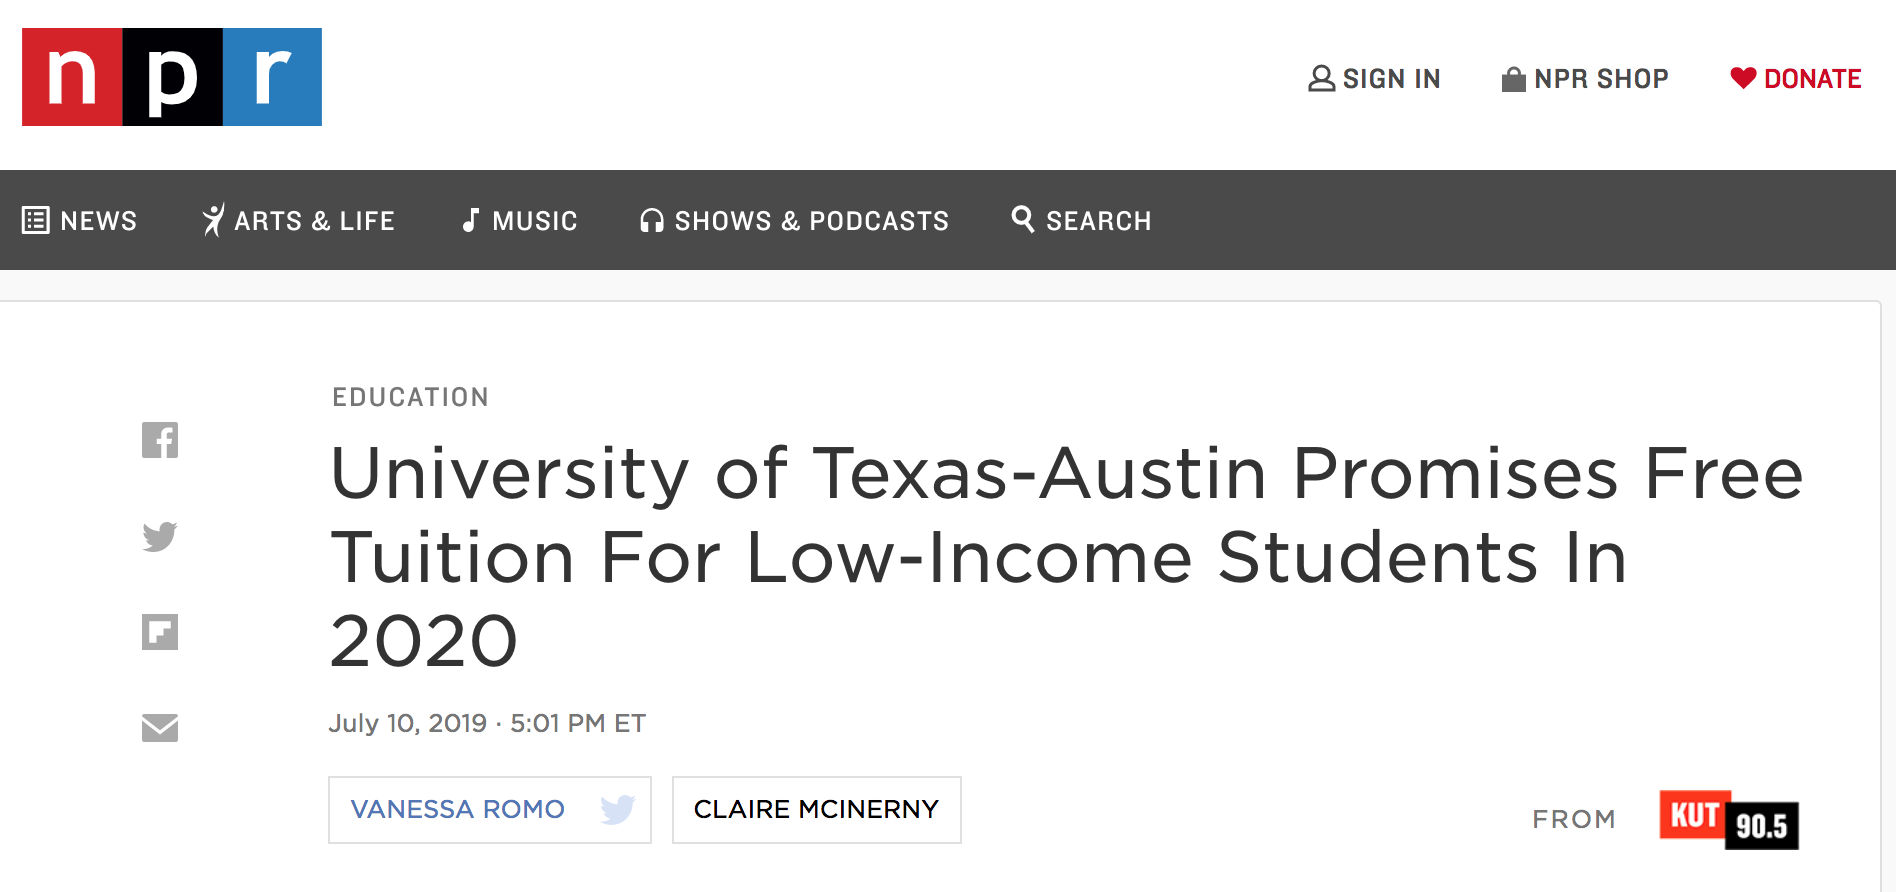 npr
SIGN IN
NPR SHOP
DONATE
NEWS
ARTS & LIFE
MUSIC
SHOWS & PODCASTS
SEARCH
EDUCATION
University of Texas-Austin Promises Free
Tuition For Low-Income Students In
2020
July 10, 2019 · 5:01 PM ET
VANESSA ROMO
CLAIRE MCINERNY
FROM
KUT
90.5